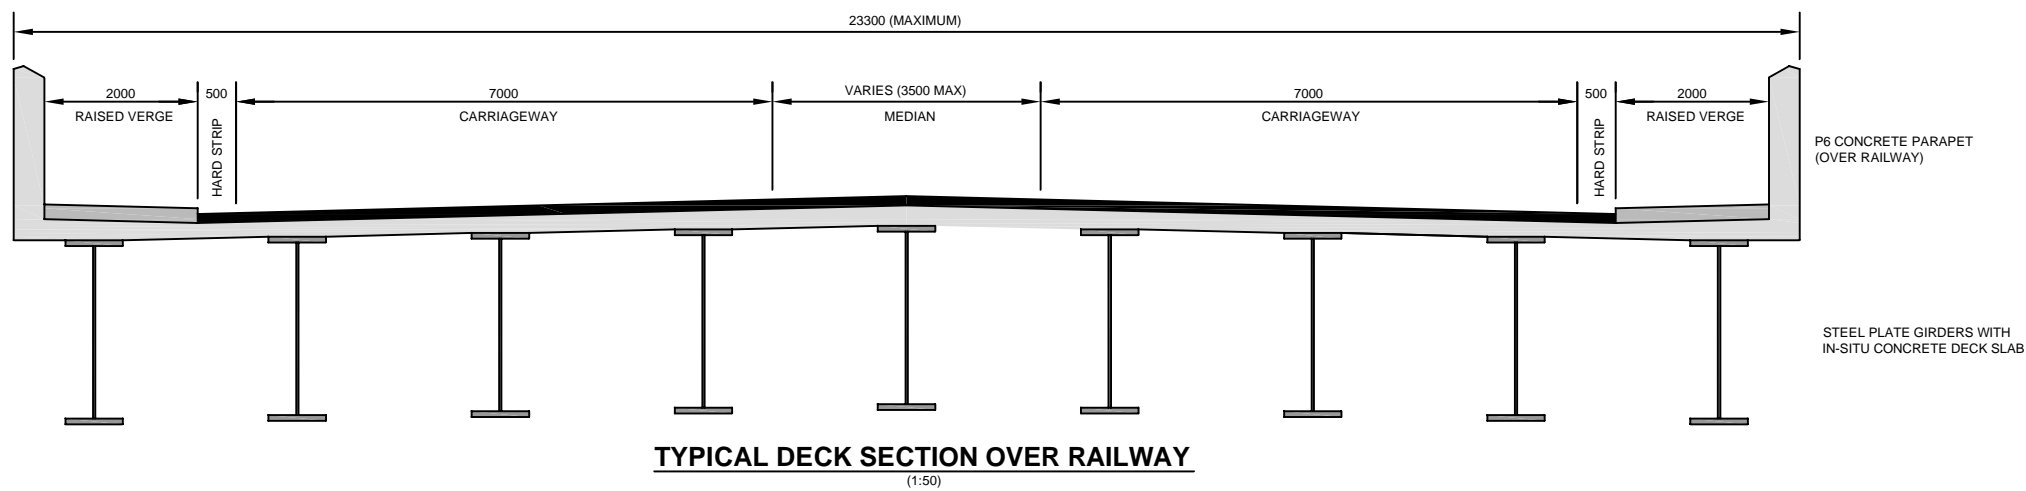 23300 (MAXIMUM)
2000
RAISED VERGE
500
HARD STRIP
7000
CARRIAGEWAY
VARIES (3500 MAX)
MEDIAN
7000
CARRIAGEWAY
500
HARD STRIP
2000
RAISED VERGE
P6 CONCRETE PARAPET
(OVER RAILWAY)
STEEL PLATE GIRDERS WITH
IN-SITU CONCRETE DECK SLAB
TYPICAL DECK SECTION OVER RAILWAY
(1:50)